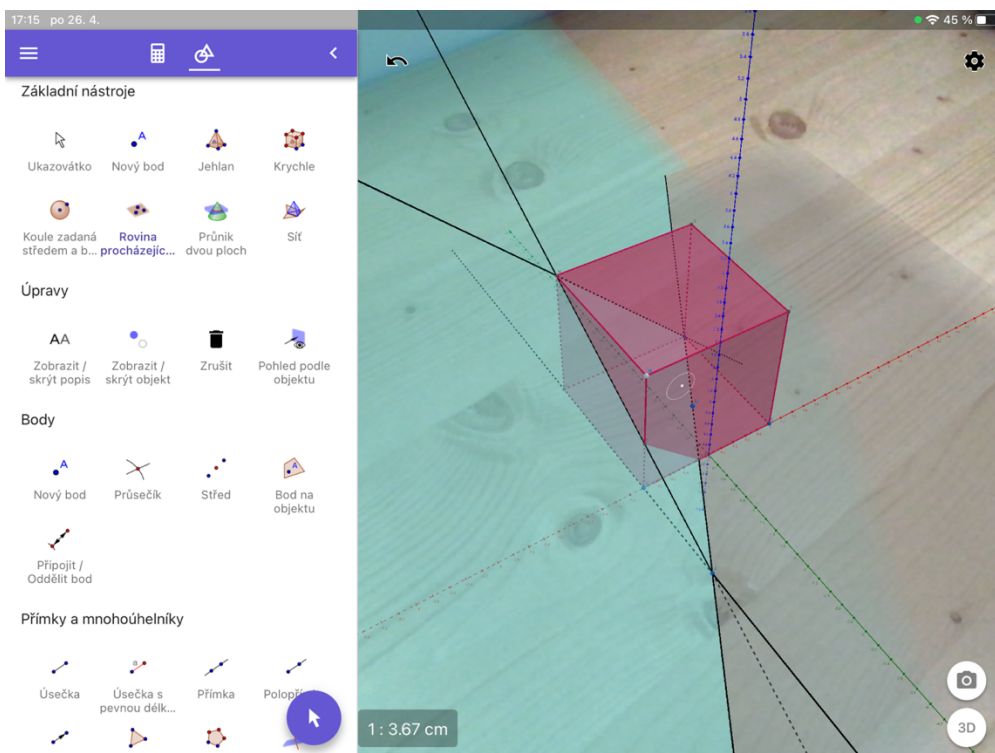 17:15 po 26. 4.
45 %
Základní nástroje
Ukazovátko
Nový bod
Jehlan
Krychle
Koule zadaná
středem a b...
Rovina
procházejíc...
Průnik
dvou ploch
Síť
Úpravy
AA
Zobrazit /
skrýt popis
Zobrazit /
skrýt objekt
Zrušit
Pohled podle
objektu
Body
A
Nový bod
Průsečík
Střed
Bod na
objektu
Připojit /
Oddělit bod
Přímky a mnohoúhelníky
Úsečka
Úsečka s
pevnou délk...
Přímka
1 : 3.67 cm
3D